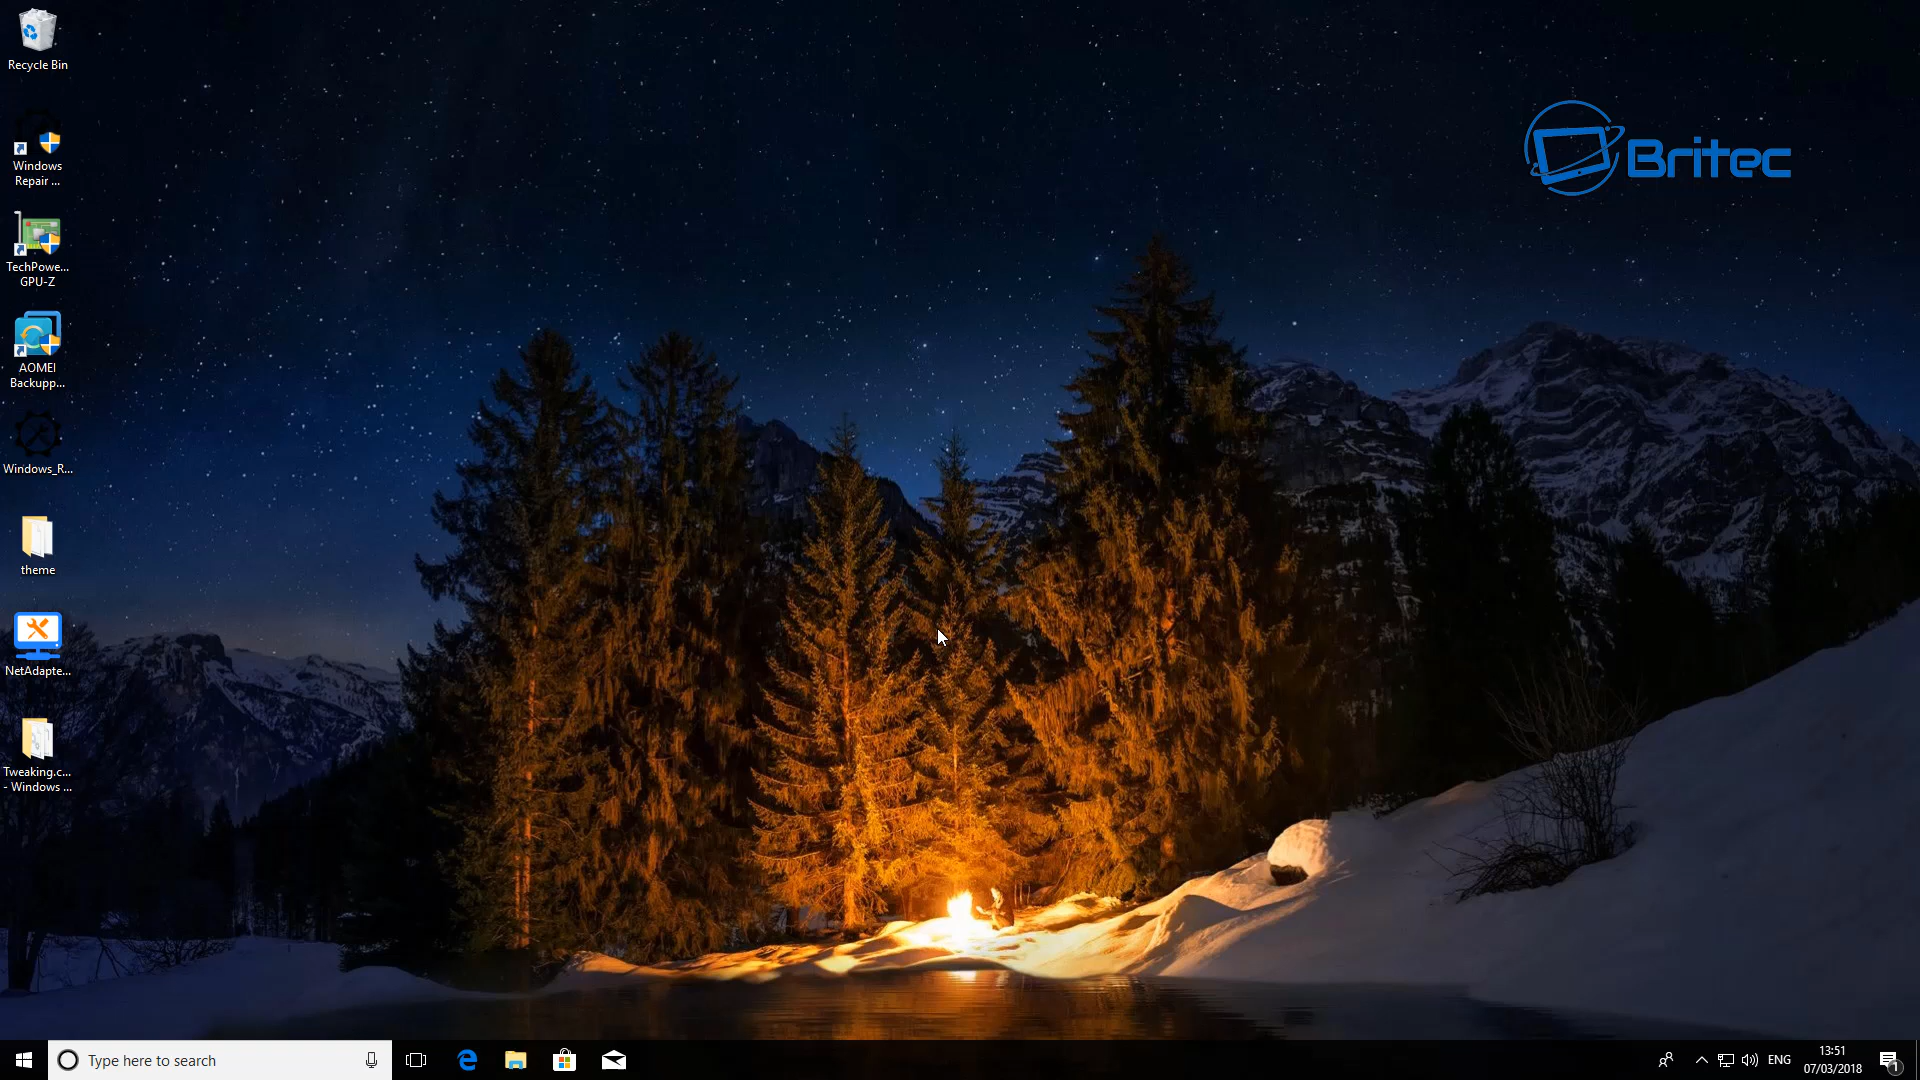 Recycle Bin
Britec
Windows
Repair ...
TechPowe...
GPU-Z
AOMEI
Backupp...
Windows_R...
theme
NetAdapte...
Tweaking.c...
- Windows ...
Type here to search
ENG
13:51
07/03/2018
1